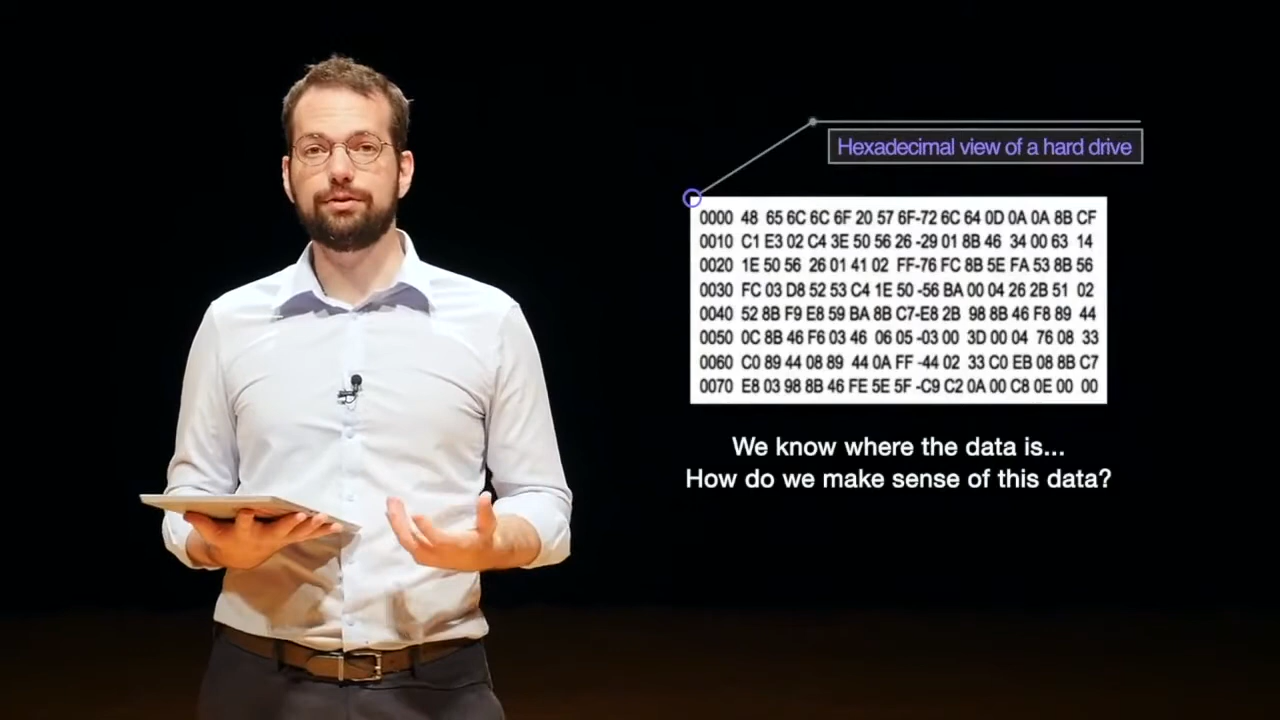 Hexadecimal view of a hard drive
0000 48 65 6C 6C 6F 20 57 6F-72 6C 64 0D 0A 0A 8B CF
0010 C1 E3 02 C4 3E 50 56 26 -29 01 8B 46 34 00 63 14
0020 1E 50 56 26 01 41 02 FF-76 FC 8B 5E FA 53 8B 56
0030 FC 03 D8 52 53 C4 1E 50 -56 BA 00 04 26 2B 51 02
0040 52 8B F9 E8 59 BA 8B C7-E8 2B 98 8B 46 F8 89 44
0050 0C 8B 46 F6 03 46 06 05 -03 00 3D 00 04 76 08 33
0060 C0 89 44 08 89 44 0A FF -44 02 33 C0 EB 08 8B C7
0070 E8 03 98 8B 46 FE 5E 5F -C9 C2 0A 00 C8 0E 00 00
We know where the data is...
How do we make sense of this data?